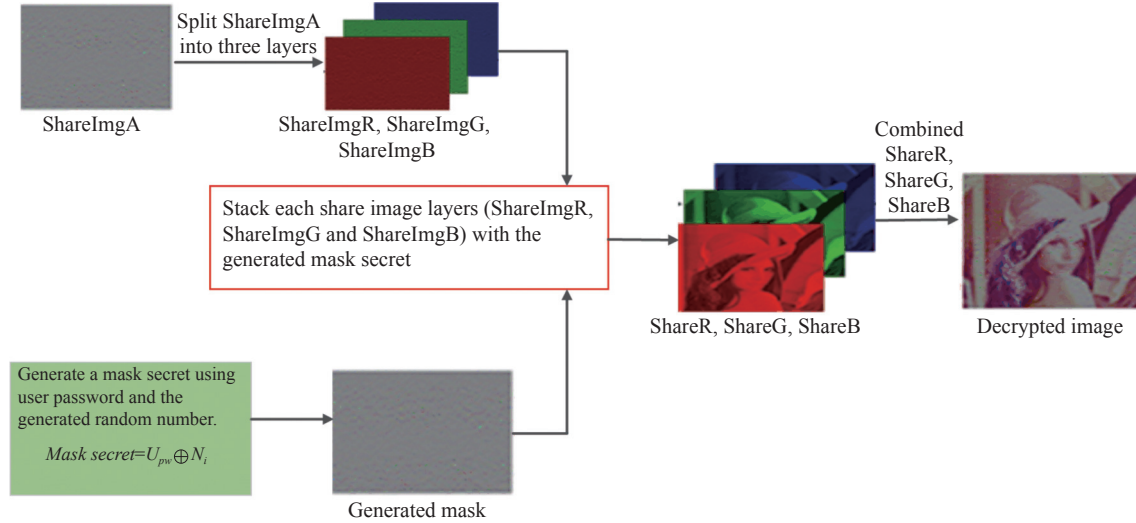 Split ShareImgA
into three layers
ShareImgA
ShareImgR, ShareImgG,
ShareImgB
Stack each share image layers (ShareImgR,
ShareImgG and ShareImgB) with the
generated mask secret
Combined
ShareR,
ShareG,
ShareB
ShareR, ShareG, ShareB
Decrypted image
Generate a mask secret using
user password and the
generated random number.
Mask secret=U_{pw}⊕N_i
Generated mask